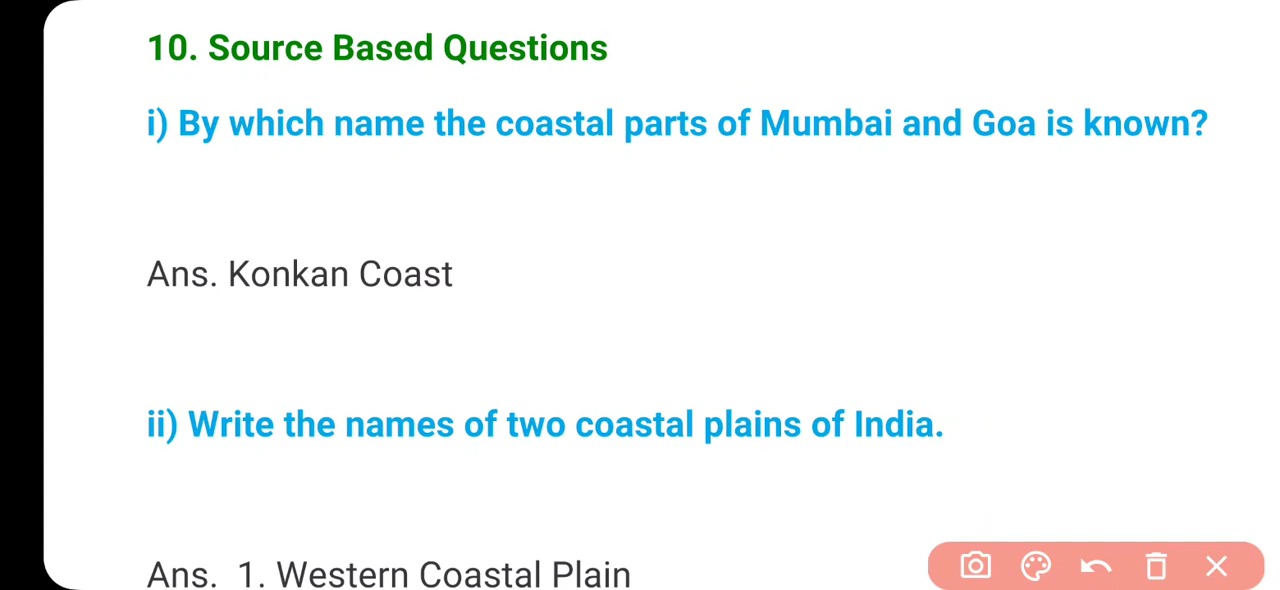 10. Source Based Questions
i) By which name the coastal parts of Mumbai and Goa is known?
Ans. Konkan Coast
ii) Write the names of two coastal plains of India.
Ans.  1. Western Coastal Plain